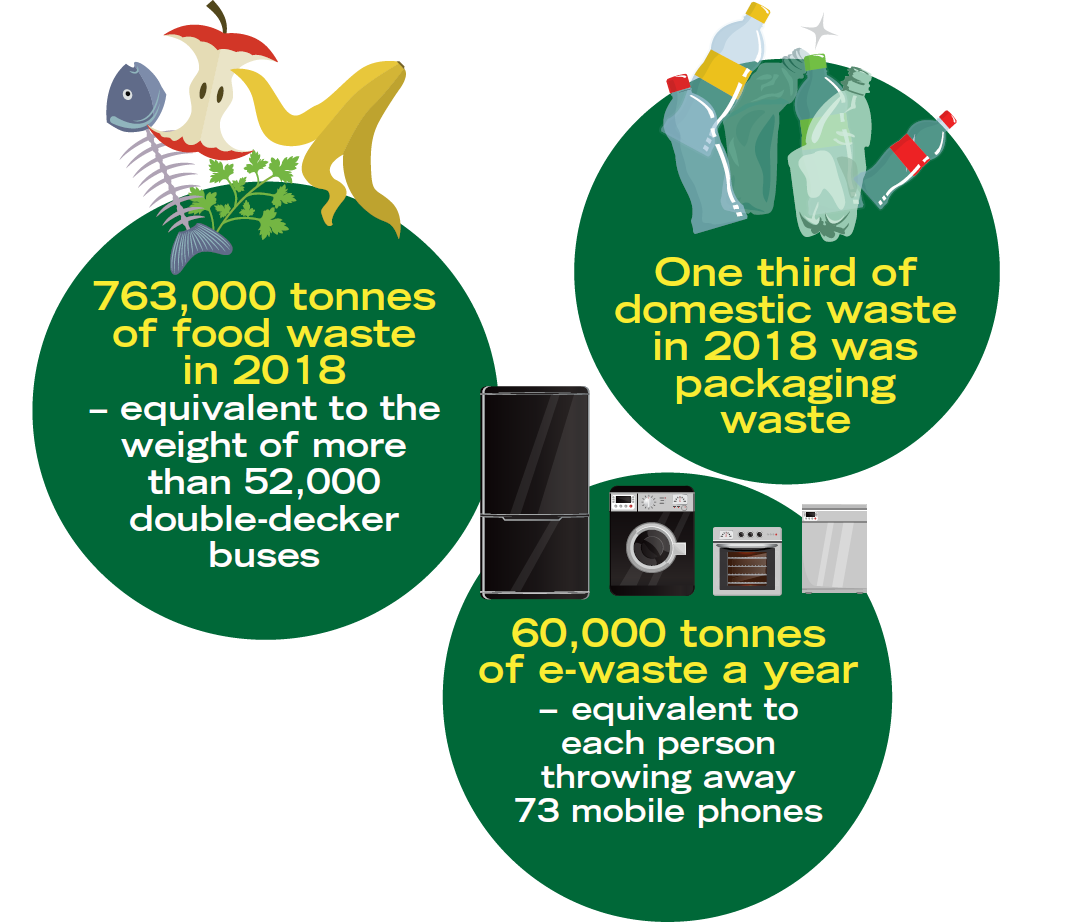 763,000 tonnes
of food waste
in 2018
– equivalent to the
weight of more
than 52,000
double-decker
buses
One third of
domestic waste
in 2018 was
packaging
waste
60,000 tonnes
of e-waste a year
– equivalent to
each person
throwing away
73 mobile phones